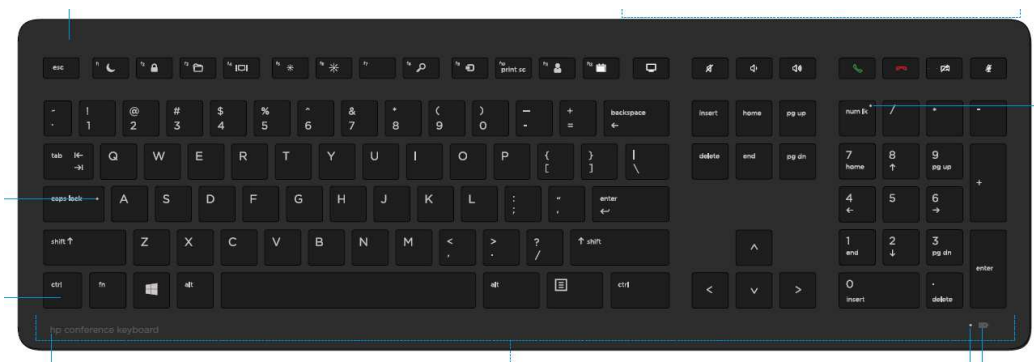 esc f1 f2 f3 f4 f5 f6 f7 f8 f9 f10 print sc f11 f12
num lk / * -
~ ! @ # $ % ^ & * ( ) _ + backspace
` 1 2 3 4 5 6 7 8 9 0 - = ←
insert home pg up
tab Q W E R T Y U I O P { [ } ] | \
delete end pg dn
7 home 8 ↑ 9 pg up +
caps lock A S D F G H J K L : ; " ' enter
4 ← 5 6 →
shift ↑ Z X C V B N M < , > . ? / ↑ shift
1 end 2 ↓ 3 pg dn enter
ctrl fn alt alt ctrl
0 insert . delete
hp conference keyboard